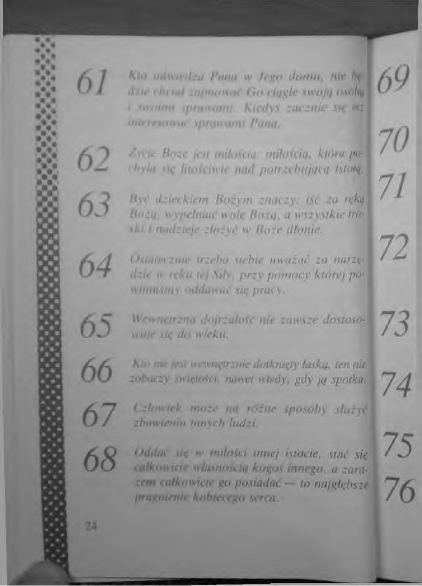 61 Kto odwiedza Pana w Jego domu, nie bę-
dzie chciał zajmować Go ciągle swoją osobą
i swoimi sprawami. Kiedyś zacznie się też
interesować sprawami Pana.
62 Życie Boże jest miłością: miłością, która po-
chyla się litościwie nad potrzebującą istotą.
63 Być dzieckiem Bożym znaczy: iść za ręką
Bożą, wypełniać wolę Bożą, a wszystkie tro-
ski i nadzieje złożyć w Boże dłonie.
64 Ostatecznie trzeba siebie uważać za narzę-
dzie w ręku tej Siły, przy pomocy której po-
winniśmy oddawać się pracy.
65 Wewnętrzna dojrzałość nie zawsze dostoso-
wuje się do wieku.
66 Kto nie jest wewnętrznie dotknięty łaską, ten nie
zobaczy świętości, nawet wtedy, gdy ją spotka.
67 Człowiek może na różne sposoby służyć
zbawieniu innych ludzi.
68 Oddać się w miłości innej istocie, stać się
całkowicie własnością kogoś innego, a zara-
zem całkowicie go posiadać — to najgłębsze
pragnienie kobiecego serca.
24
69
70
71
72
73
74
75
76